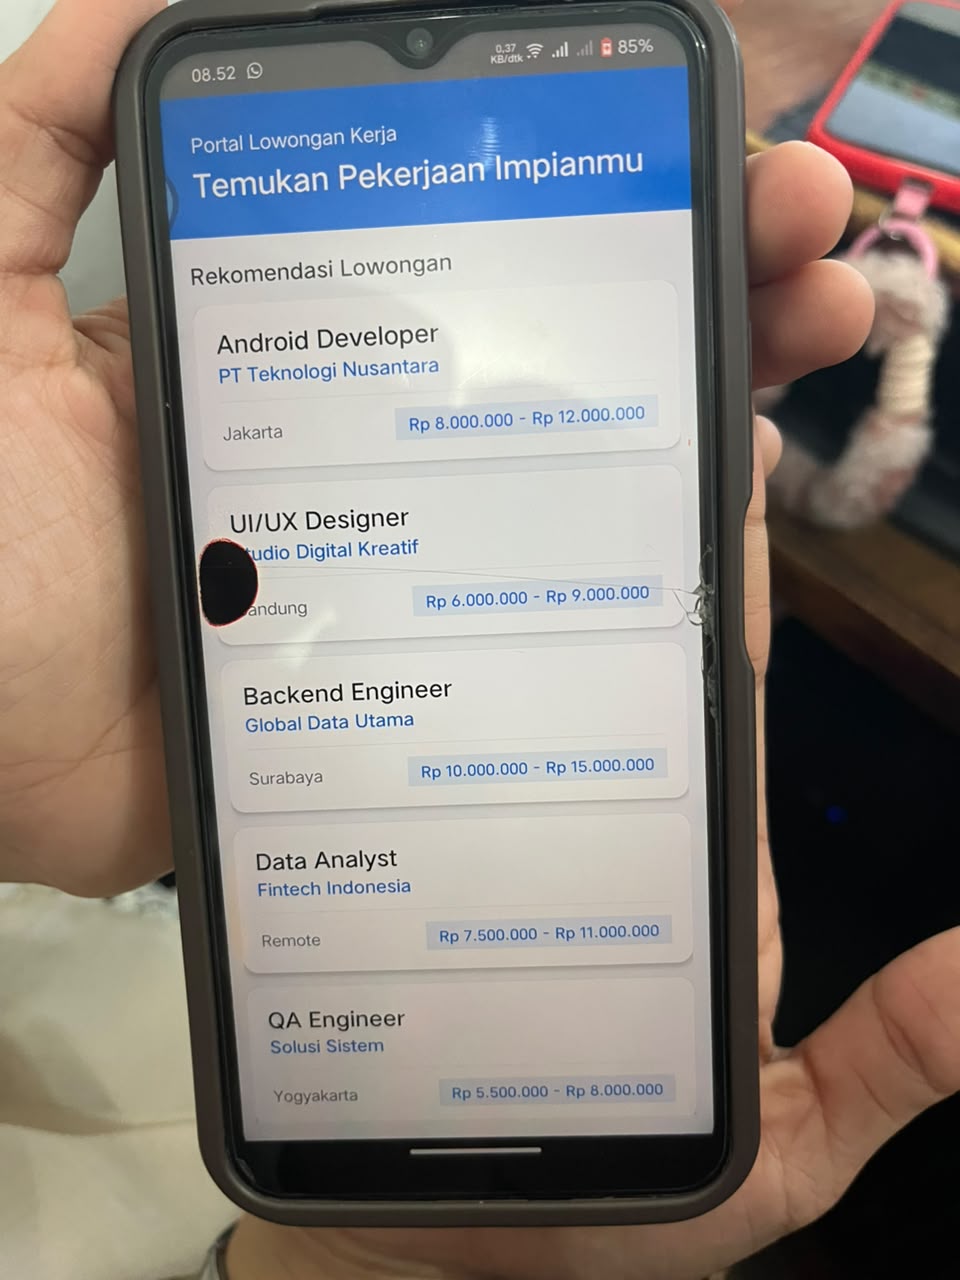 08.52
0,37
KB/dtk
85%
Portal Lowongan Kerja
Temukan Pekerjaan Impianmu
Rekomendasi Lowongan
Android Developer
PT Teknologi Nusantara
Jakarta
Rp 8.000.000 - Rp 12.000.000
UI/UX Designer
tudio Digital Kreatif
andung
Rp 6.000.000 - Rp 9.000.000
Backend Engineer
Global Data Utama
Surabaya
Rp 10.000.000 - Rp 15.000.000
Data Analyst
Fintech Indonesia
Remote
Rp 7.500.000 - Rp 11.000.000
QA Engineer
Solusi Sistem
Yogyakarta
Rp 5.500.000 - Rp 8.000.000